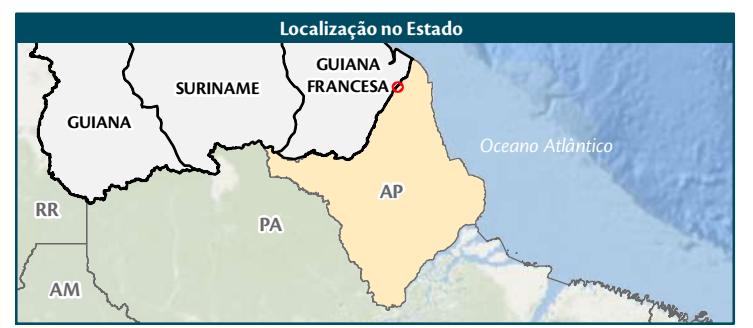 Localização no Estado
GUIANA
FRANCESA
SURINAME
GUIANA
Oceano Atlântico
AP
RR
PA
AM